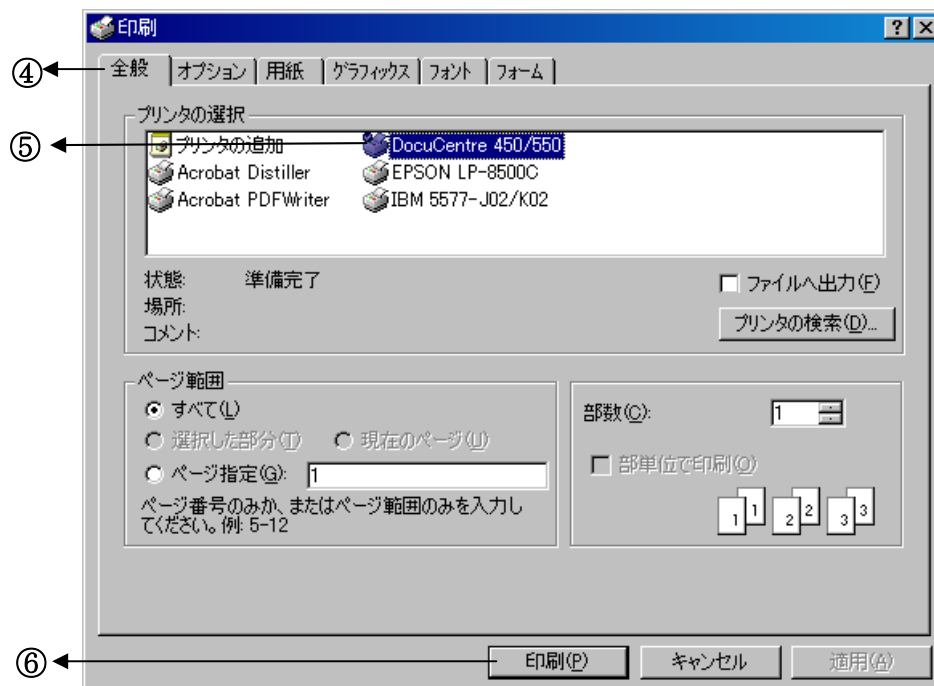 印刷
④ 全般 オプション 用紙 グラフィックス フォント フォーム
プリンタの選択
⑤ プリンタの追加 DocuCentre 450/550
Acrobat Distiller EPSON LP-8500C
Acrobat PDFWriter IBM 5577-J02/K02
状態: 準備完了
ファイルへ出力(F)
場所:
プリンタの検索(D)...
コメント:
ページ範囲
すべて(L)
部数(C): 1
選択した部分(T) 現在のページ(U)
部単位で印刷(O)
ページ指定(G): 1
ページ番号のみか、またはページ範囲のみを入力し
てください。例: 5-12
1 1 2 2 3 3
⑥ 印刷(P) キャンセル 適用(A)